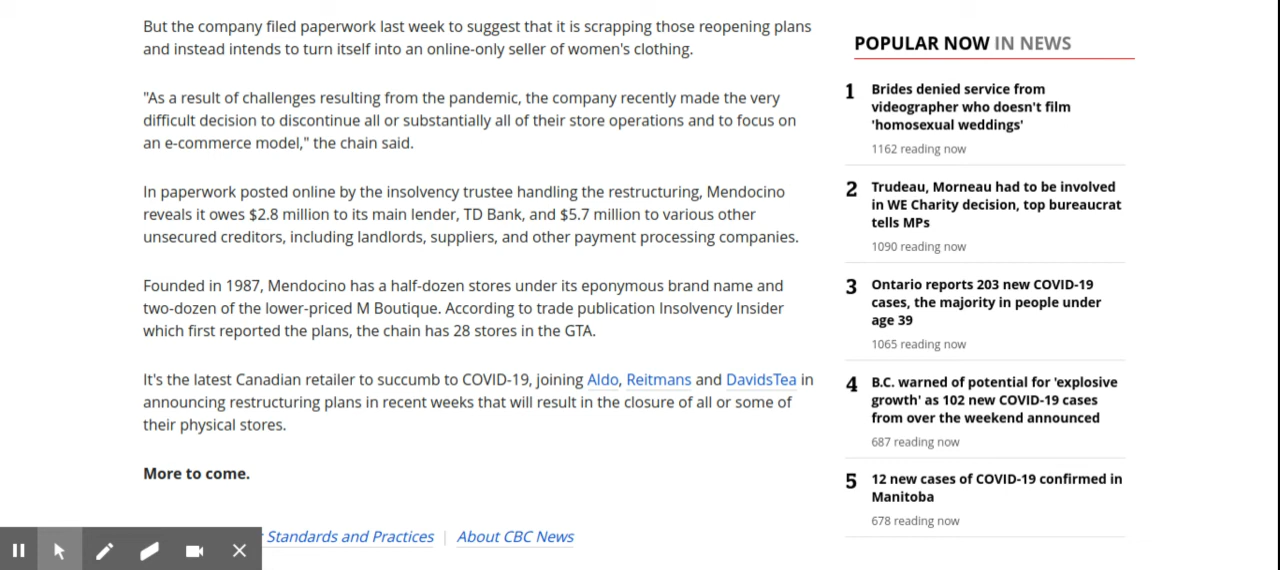 But the company filed paperwork last week to suggest that it is scrapping those reopening plans
and instead intends to turn itself into an online-only seller of women's clothing.
"As a result of challenges resulting from the pandemic, the company recently made the very
difficult decision to discontinue all or substantially all of their store operations and to focus on
an e-commerce model," the chain said.
In paperwork posted online by the insolvency trustee handling the restructuring, Mendocino
reveals it owes $2.8 million to its main lender, TD Bank, and $5.7 million to various other
unsecured creditors, including landlords, suppliers, and other payment processing companies.
Founded in 1987, Mendocino has a half-dozen stores under its eponymous brand name and
two-dozen of the lower-priced M Boutique. According to trade publication Insolvency Insider
which first reported the plans, the chain has 28 stores in the GTA.
It's the latest Canadian retailer to succumb to COVID-19, joining Aldo, Reitmans and DavidsTea in
announcing restructuring plans in recent weeks that will result in the closure of all or some of
their physical stores.
More to come.
Standards and Practices | About CBC News
POPULAR NOW IN NEWS
1 Brides denied service from
videographer who doesn't film
'homosexual weddings'
1162 reading now
2 Trudeau, Morneau had to be involved
in WE Charity decision, top bureaucrat
tells MPs
1090 reading now
3 Ontario reports 203 new COVID-19
cases, the majority in people under
age 39
1065 reading now
4 B.C. warned of potential for 'explosive
growth' as 102 new COVID-19 cases
from over the weekend announced
687 reading now
5 12 new cases of COVID-19 confirmed in
Manitoba
678 reading now